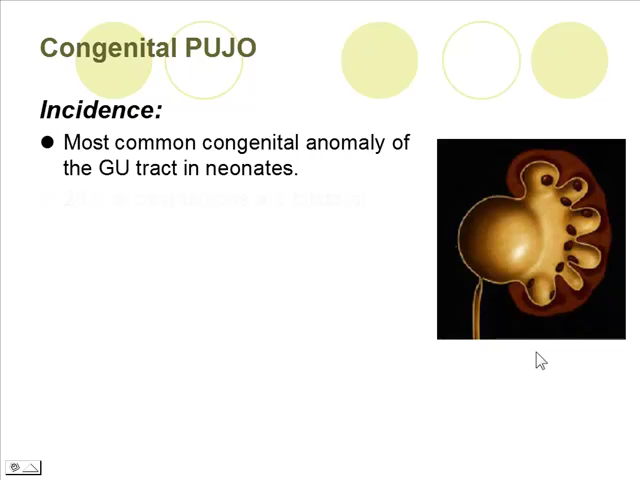 Congenital PUJO
Incidence:
Most common congenital anomaly of
the GU tract in neonates.